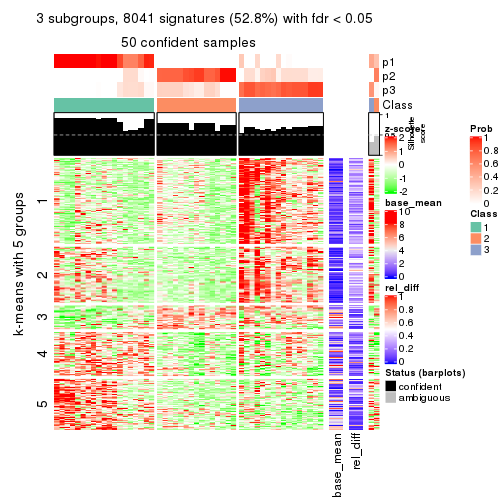 3 subgroups, 8041 signatures (52.8%) with fdr < 0.05
50 confident samples
p1
p2
p3
Class
1
Silhouette
score
z-score
2
1
0
-1
-2
Prob
1
0.8
0.6
0.4
0.2
0
base_mean
10
8
6
4
2
0
Class
1
2
3
rel_diff
1
0.8
0.6
0.4
0.2
0
Status (barplots)
confident
ambiguous
k-means with 5 groups
1
2
3
4
5
base_mean
rel_diff